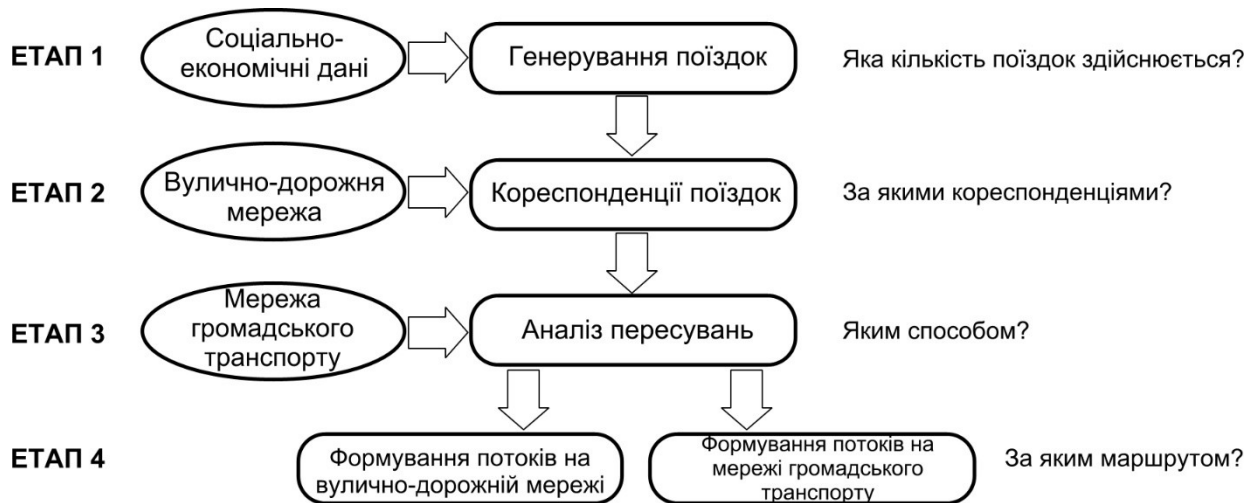 ЕТАП 1
Соціально-
економічні дані
Генерування поїздок
Яка кількість поїздок здійснюється?
ЕТАП 2
Вулично-дорожня
мережа
Кореспонденції поїздок
За якими кореспонденціями?
ЕТАП 3
Мережа
громадського
транспорту
Аналіз пересувань
Яким способом?
ЕТАП 4
Формування потоків на
вулично-дорожній мережі
Формування потоків на
мережі громадського
транспорту
За яким маршрутом?